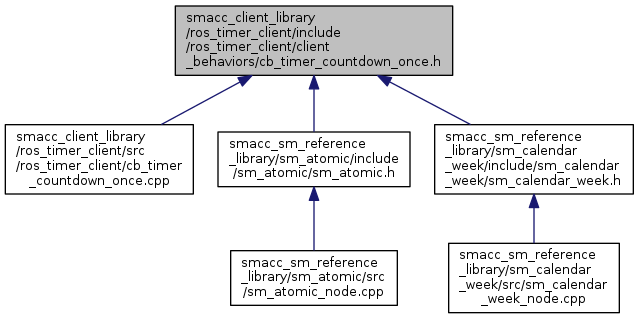 smacc_client_library
/ros_timer_client/include
/ros_timer_client/client
_behaviors/cb_timer_countdown_once.h
smacc_client_library
/ros_timer_client/src
/ros_timer_client/cb_timer
_countdown_once.cpp
smacc_sm_reference
_library/sm_atomic/include
/sm_atomic/sm_atomic.h
smacc_sm_reference
_library/sm_calendar
_week/include/sm_calendar
_week/sm_calendar_week.h
smacc_sm_reference
_library/sm_atomic/src
/sm_atomic_node.cpp
smacc_sm_reference
_library/sm_calendar
_week/src/sm_calendar
_week_node.cpp